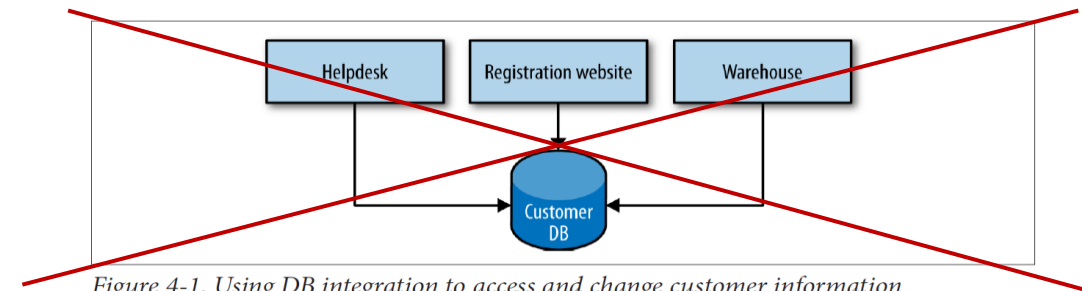 Helpdesk
Registration website
Warehouse
Customer
DB
Figure 4-1. Using DB integration to access and change customer information